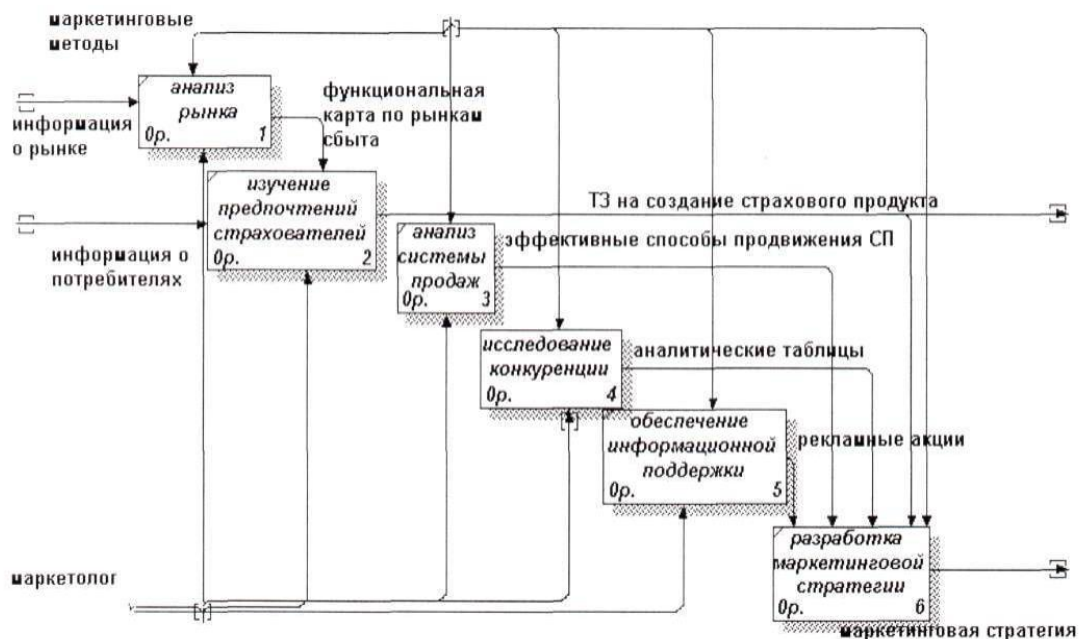 маркетинговые
методы
анализ
рынка
0р. 1
функциональная
карта по рынкам
сбыта
информация
о рынке
изучение
предпочтений
страхователей
0р. 2
ТЗ на создание страхового продукта
информация о
потребителях
анализ
системы
продаж
0р. 3
эффективные способы продвижения СП
исследование
конкуренции
0р. 4
аналитические таблицы
обеспечение
информационной
поддержки
0р. 5
рекламные акции
разработка
маркетинговой
стратегии
0р. 6
маркетолог
маркетинговая стратегия